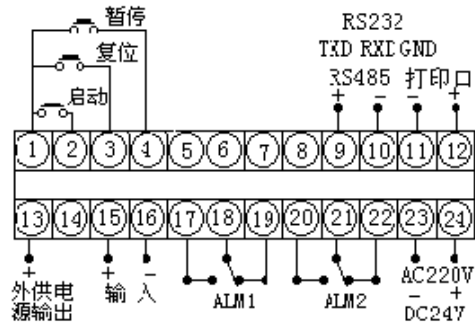 暂停
复位
启动
RS232
TXD RXD GND
RS485 打印口
+ − − +
1 2 3 4 5 6 7 8 9 10 11 12
13 14 15 16 17 18 19 20 21 22 23 24
+ + − AC220V
外供电 输 入 ALM1 ALM2 − +
源输出 DC24V